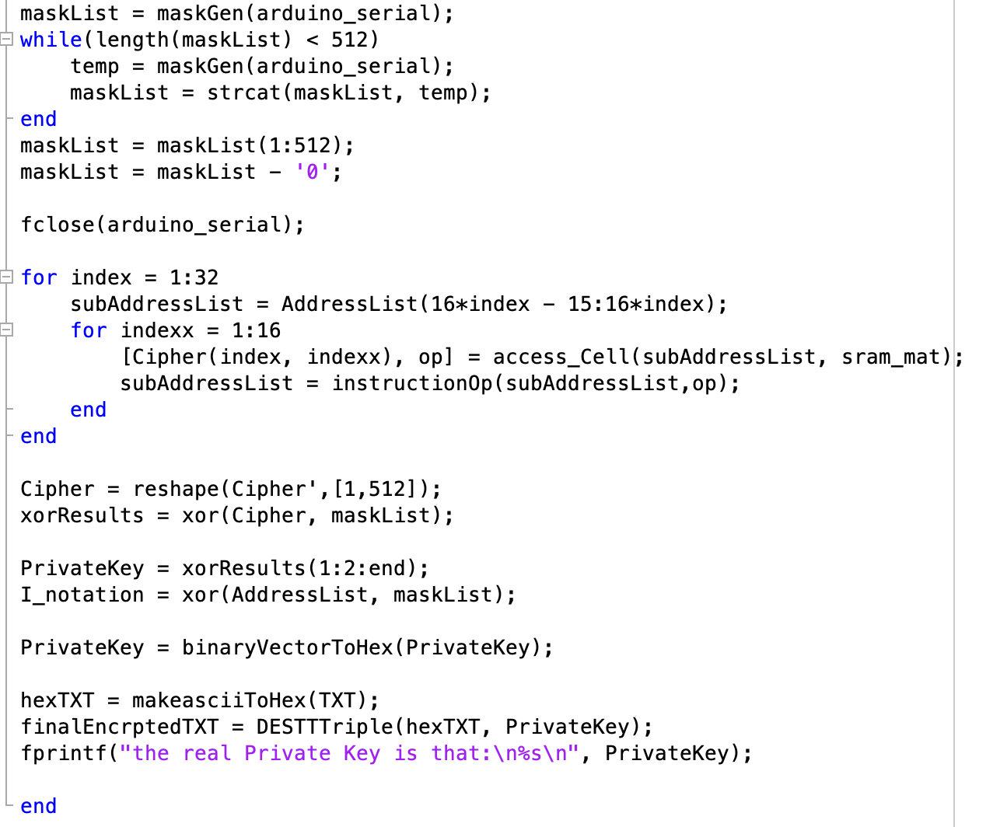 maskList = maskGen(arduino_serial);
while(length(maskList) < 512)
    temp = maskGen(arduino_serial);
    maskList = strcat(maskList, temp);
end
maskList = maskList(1:512);
maskList = maskList - '0';
fclose(arduino_serial);
for index = 1:32
    subAddressList = AddressList(16*index - 15:16*index);
    for indexx = 1:16
        [Cipher(index, indexx), op] = access_Cell(subAddressList, sram_mat);
        subAddressList = instructionOp(subAddressList,op);
    end
end
Cipher = reshape(Cipher',[1,512]);
xorResults = xor(Cipher, maskList);
PrivateKey = xorResults(1:2:end);
I_notation = xor(AddressList, maskList);
PrivateKey = binaryVectorToHex(PrivateKey);
hexTXT = makeasciiToHex(TXT);
finalEncrptedTXT = DESTTTriple(hexTXT, PrivateKey);
fprintf("the real Private Key is that:\n%s\n", PrivateKey);
end